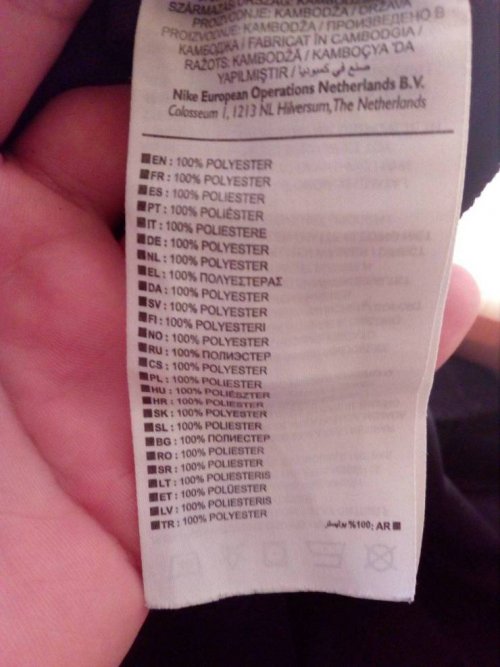 SZÁRMAZÁS
PROIZVODNJE: KAMBODŽA / DRŽAVA
PROIZVODNJE: KAMBODŽA / ПРОИЗВЕДЕНО В
КАМБОДЖА / FABRICAT ÎN CAMBODGIA /
RAŽOTS: KAMBODŽĀ / KAMBOÇYA 'DA
YAPILMIŞTIR / صنع في كمبوديا
Nike European Operations Netherlands B.V.
Colosseum 1, 1213 NL Hilversum, The Netherlands
EN : 100% POLYESTER
FR : 100% POLYESTER
ES : 100% POLIESTER
PT : 100% POLIÉSTER
IT : 100% POLIESTERE
DE : 100% POLYESTER
NL : 100% POLYESTER
EL : 100% ΠΟΛΥΕΣΤΕΡΑΣ
DA : 100% POLYESTER
SV : 100% POLYESTER
FI : 100% POLYESTERI
NO : 100% POLYESTER
RU : 100% ПОЛИЭСТЕР
CS : 100% POLYESTER
PL : 100% POLIESTER
HU : 100% POLIÉSZTER
HR : 100% POLIESTER
SK : 100% POLYESTER
SL : 100% POLIESTER
BG : 100% ПОЛИЕСТЕР
RO : 100% POLIESTER
SR : 100% POLIESTER
LT : 100% POLIESTERIS
ET : 100% POLÜESTER
LV : 100% POLIESTERIS
TR : 100% POLYESTER
AR :100% بوليستر